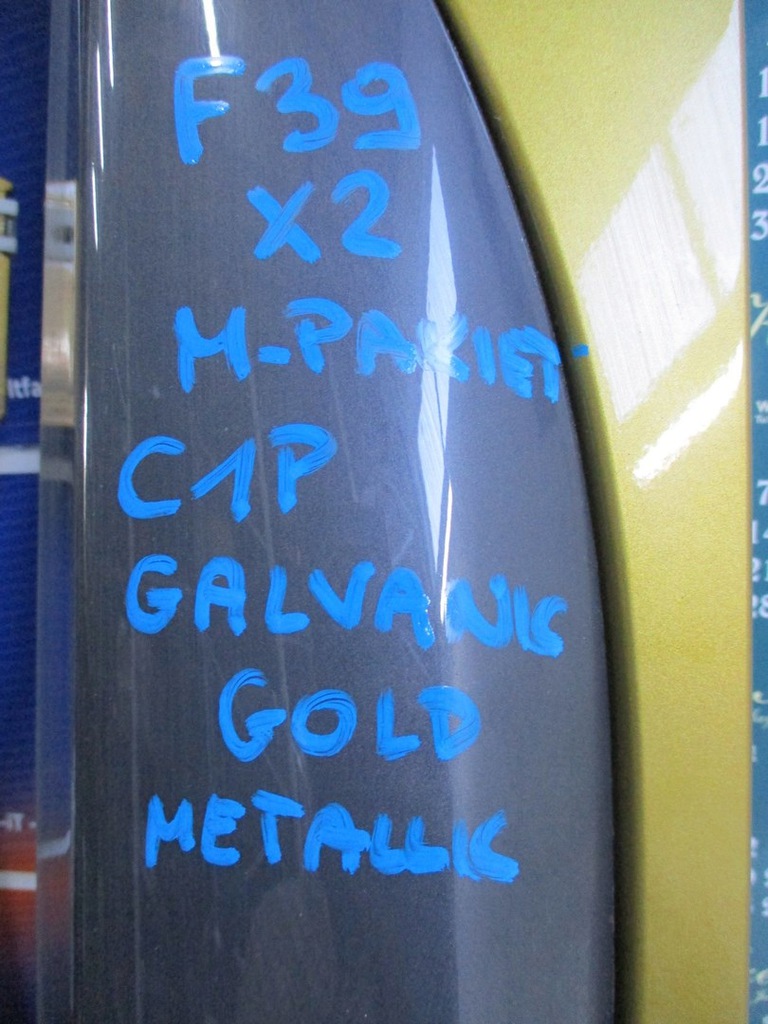 F39
X2
M-PAKIET-
C1P
GALVANIC
GOLD
METALLIC